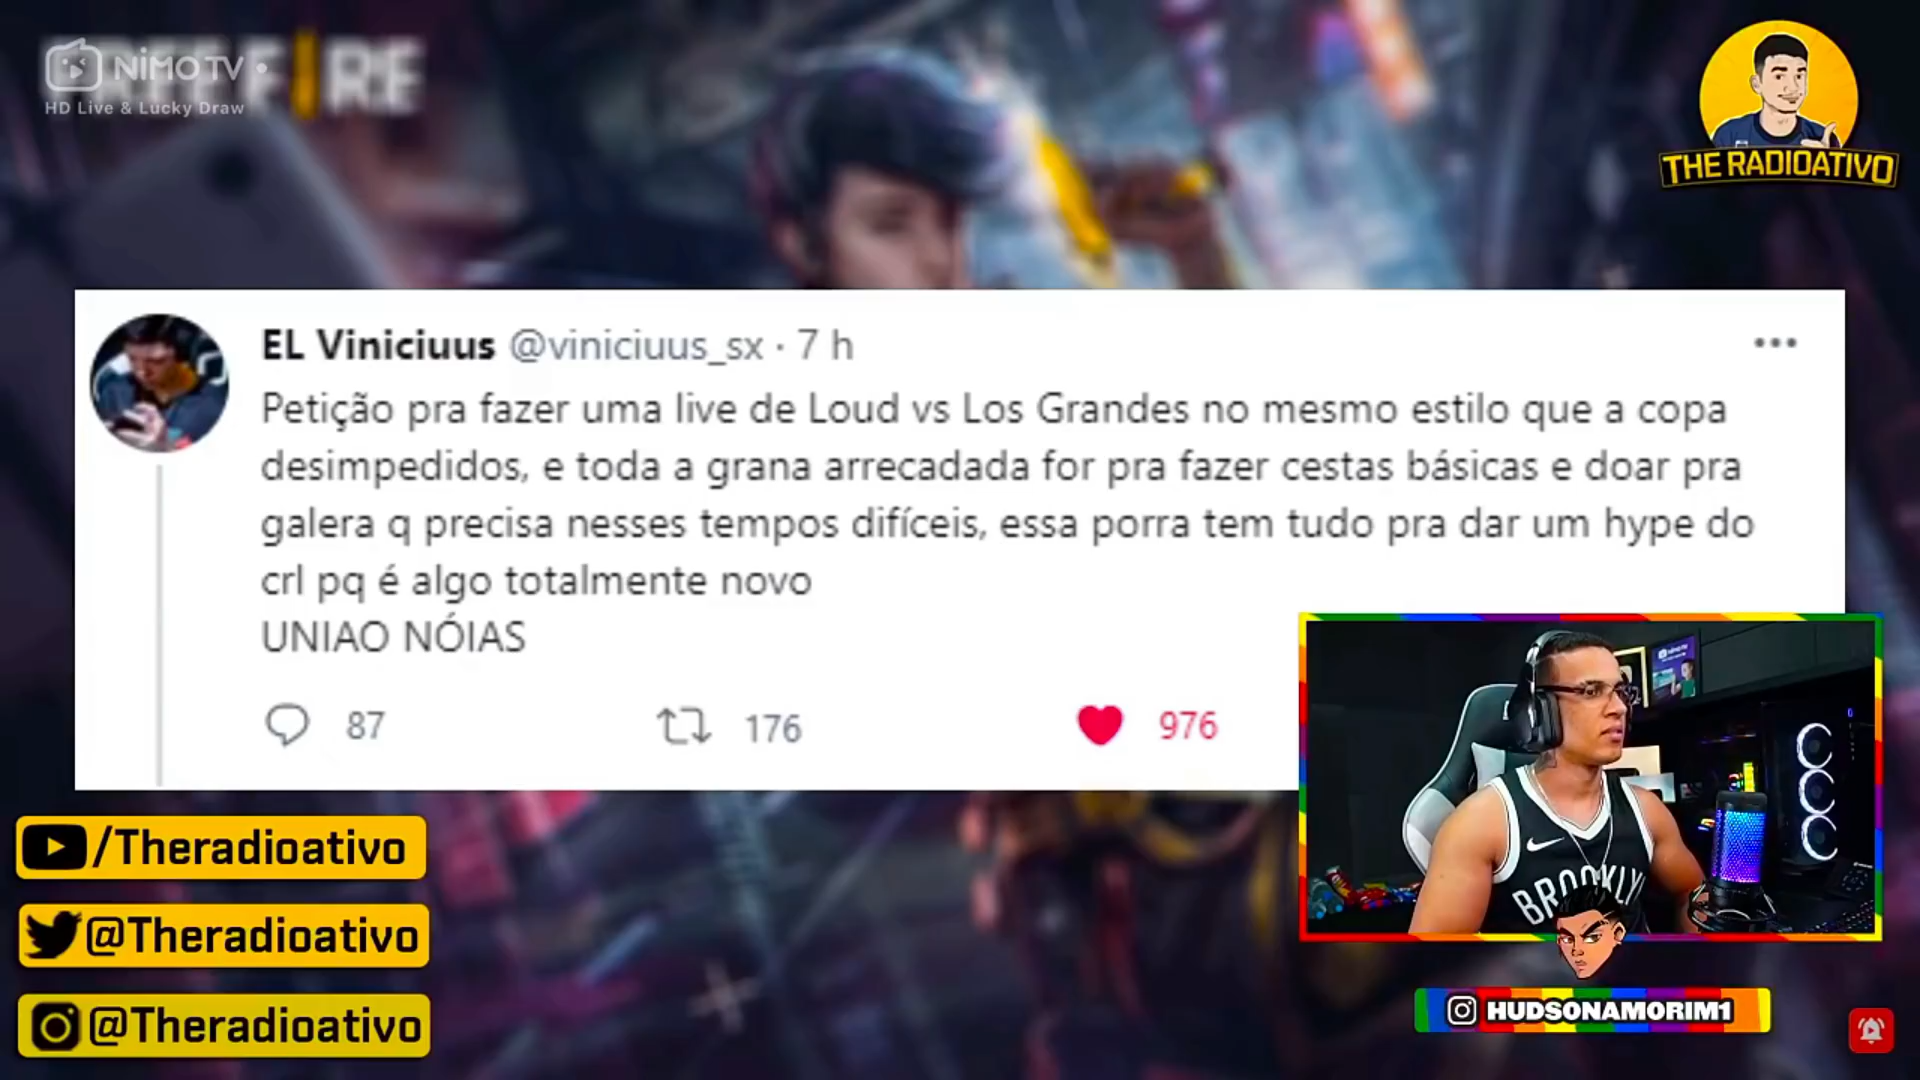 FREE FIRE
NiMO TV
HD Live & Lucky Draw
THE RADIOATIVO
EL Viniciuus @viniciuus_sx · 7 h
Petição pra fazer uma live de Loud vs Los Grandes no mesmo estilo que a copa
desimpedidos, e toda a grana arrecadada for pra fazer cestas básicas e doar pra
galera q precisa nesses tempos difíceis, essa porra tem tudo pra dar um hype do
crl pq é algo totalmente novo
UNIAO NÓIAS
87 176 976
BROOKLY
/Theradioativo
@Theradioativo
@Theradioativo
HUDSONAMORIM1